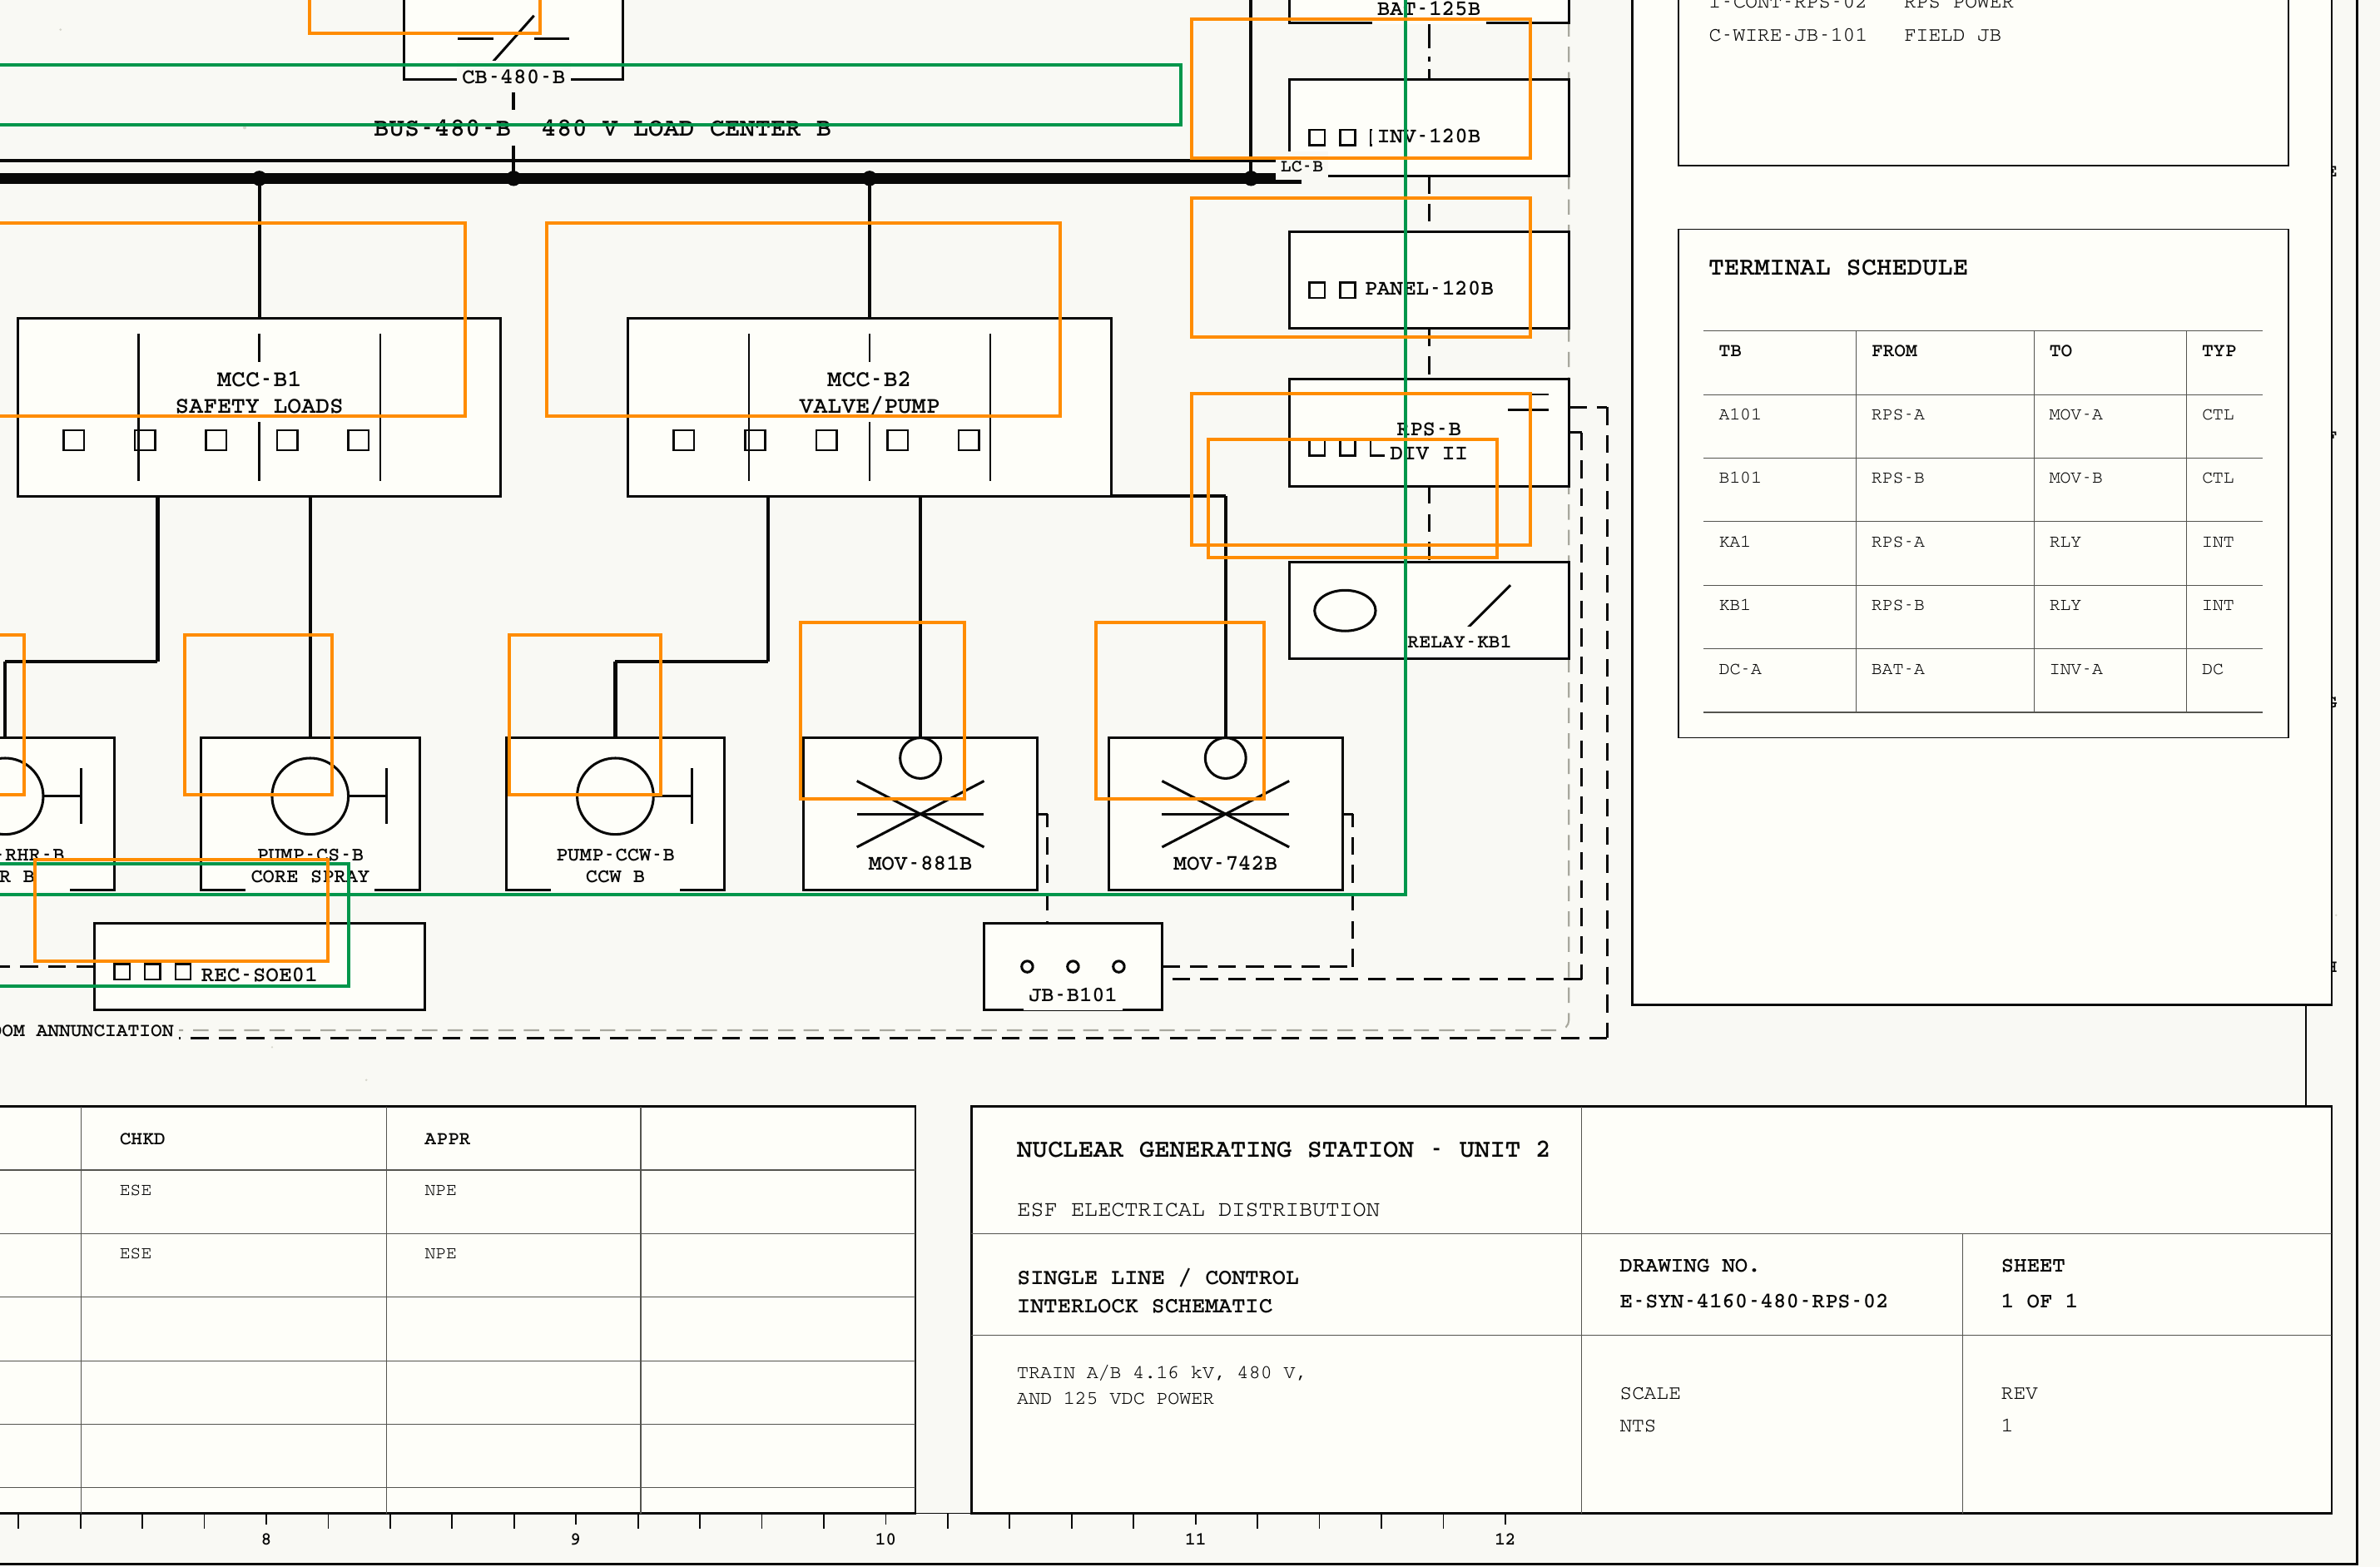 BAT-125B
I-CONT-RPS-02 RPS POWER
C-WIRE-JB-101 FIELD JB
CB-480-B
BUS-480-B 480 V LOAD CENTER B
INV-120B
LC-B
PANEL-120B
TERMINAL SCHEDULE
TB FROM TO TYP
A101 RPS-A MOV-A CTL
B101 RPS-B MOV-B CTL
KA1 RPS-A RLY INT
KB1 RPS-B RLY INT
DC-A BAT-A INV-A DC
MCC-B1
SAFETY LOADS
MCC-B2
VALVE/PUMP
RPS-B
DIV II
RELAY-KB1
-RHR-B
R B
PUMP-CS-B
CORE SPRAY
PUMP-CCW-B
CCW B
MOV-881B
MOV-742B
REC-SOE01
JB-B101
OOM ANNUNCIATION
CHKD APPR
ESE NPE
ESE NPE
NUCLEAR GENERATING STATION - UNIT 2
ESF ELECTRICAL DISTRIBUTION
SINGLE LINE / CONTROL
INTERLOCK SCHEMATIC
DRAWING NO.
E-SYN-4160-480-RPS-02
SHEET
1 OF 1
TRAIN A/B 4.16 kV, 480 V,
AND 125 VDC POWER
SCALE
NTS
REV
1
8 9 10 11 12